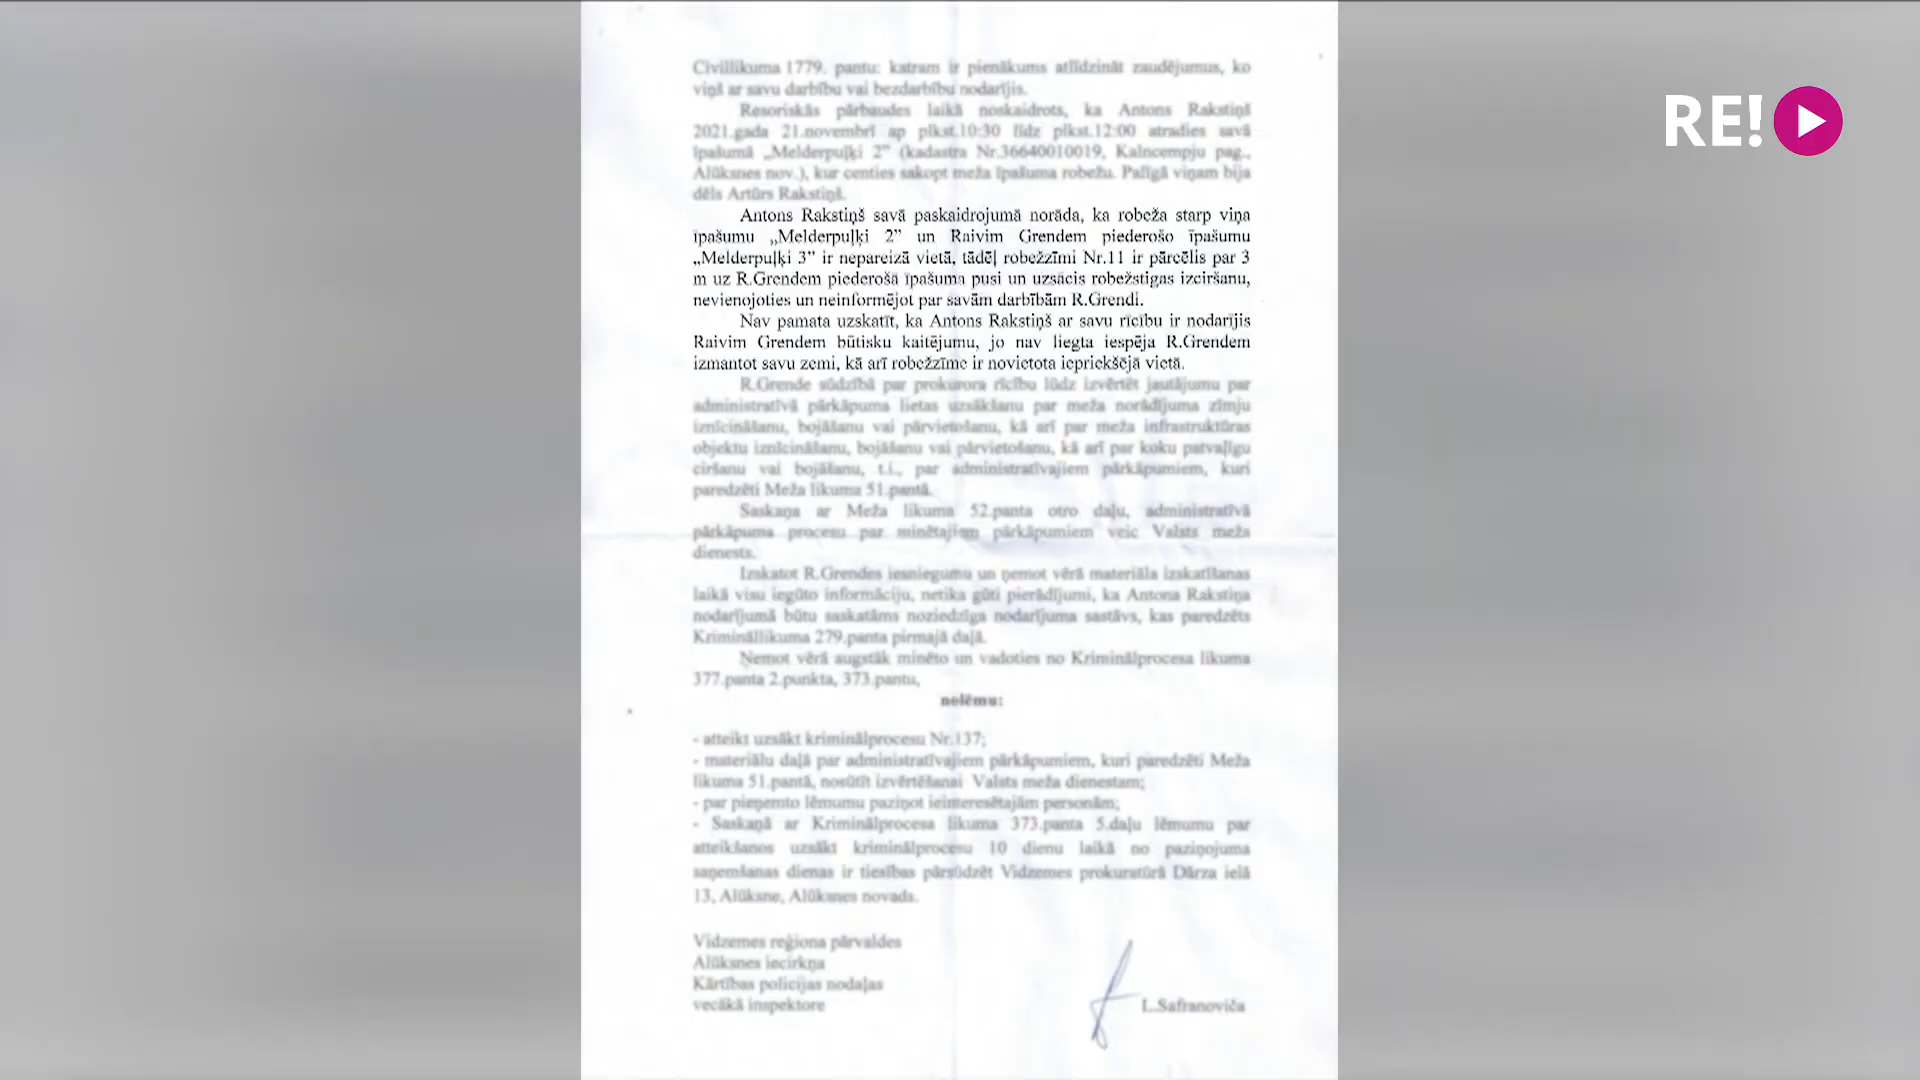 Civillikuma 1779. pantu: katram ir pienākums atlīdzināt zaudējumus, ko
viņš ar savu darbību vai bezdarbību nodarījis.
Resoriskās pārbaudes laikā noskaidrots, ka Antons Rakstiņš
2021.gada 21.novembrī ap plkst.10:30 līdz plkst.12:00 atradies savā
īpašumā „Melderpuļķi 2” (kadastra Nr.36640010019, Kalncempju pag.,
Alūksnes nov.), kur centies sakopt meža īpašuma robežu. Palīgā viņam bija
dēls Artūrs Rakstiņš.
Antons Rakstiņš savā paskaidrojumā norāda, ka robeža starp viņa
īpašumu „Melderpuļķi 2” un Raivim Grendem piederošo īpašumu
„Melderpuļķi 3” ir nepareizā vietā, tādēļ robežzīmi Nr.11 ir pārcēlis par 3
m uz R.Grendem piederošā īpašuma pusi un uzsācis robežstigas izciršanu,
nevienojoties un neinformējot par savām darbībām R.Grendi.
Nav pamata uzskatīt, ka Antons Rakstiņš ar savu rīcību ir nodarījis
Raivim Grendem būtisku kaitējumu, jo nav liegta iespēja R.Grendem
izmantot savu zemi, kā arī robežzīme ir novietota iepriekšējā vietā.
R.Grende sūdzībā par prokurora rīcību lūdz izvērtēt jautājumu par
administratīvā pārkāpuma lietas uzsākšanu par meža norādījuma zīmju
iznīcināšanu, bojāšanu vai pārvietošanu, kā arī par meža infrastruktūras
objektu iznīcināšanu, bojāšanu vai pārvietošanu, kā arī par koku patvaļīgu
ciršanu vai bojāšanu, t.i., par administratīvajiem pārkāpumiem, kuri
paredzēti Meža likuma 51.pantā.
Saskaņa ar Meža likuma 52.panta otro daļu, administratīvā
pārkāpuma procesu par minētajiem pārkāpumiem veic Valsts meža
dienests.
Izskatot R.Grendes iesniegumu un ņemot vērā materiāla izskatīšanas
laikā visu iegūto informāciju, netika gūti pierādījumi, ka Antona Rakstiņa
nodarījumā būtu saskatāms noziedzīga nodarījuma sastāvs, kas paredzēts
Krimināllikuma 279.panta pirmajā daļā.
Ņemot vērā augstāk minēto un vadoties no Kriminālprocesa likuma
377.panta 2.punkta, 373.pantu,
nolēmu:
- atteikt uzsākt kriminālprocesu Nr.137;
- materiālu daļā par administratīvajiem pārkāpumiem, kuri paredzēti Meža
likuma 51.pantā, nosūtīt izvērtēšanai Valsts meža dienestam;
- par pieņemto lēmumu paziņot ieinteresētajām personām;
- Saskaņā ar Kriminālprocesa likuma 373.panta 5.daļu lēmumu par
atteikšanos uzsākt kriminālprocesu 10 dienu laikā no paziņojuma
saņemšanas dienas ir tiesības pārsūdzēt Vidzemes prokuratūrā Dārza ielā
13, Alūksne, Alūksnes novads.
Vidzemes reģiona pārvaldes
Alūksnes iecirkņa
Kārtības policijas nodaļas
vecākā inspektore
L.Safranoviča
RE!